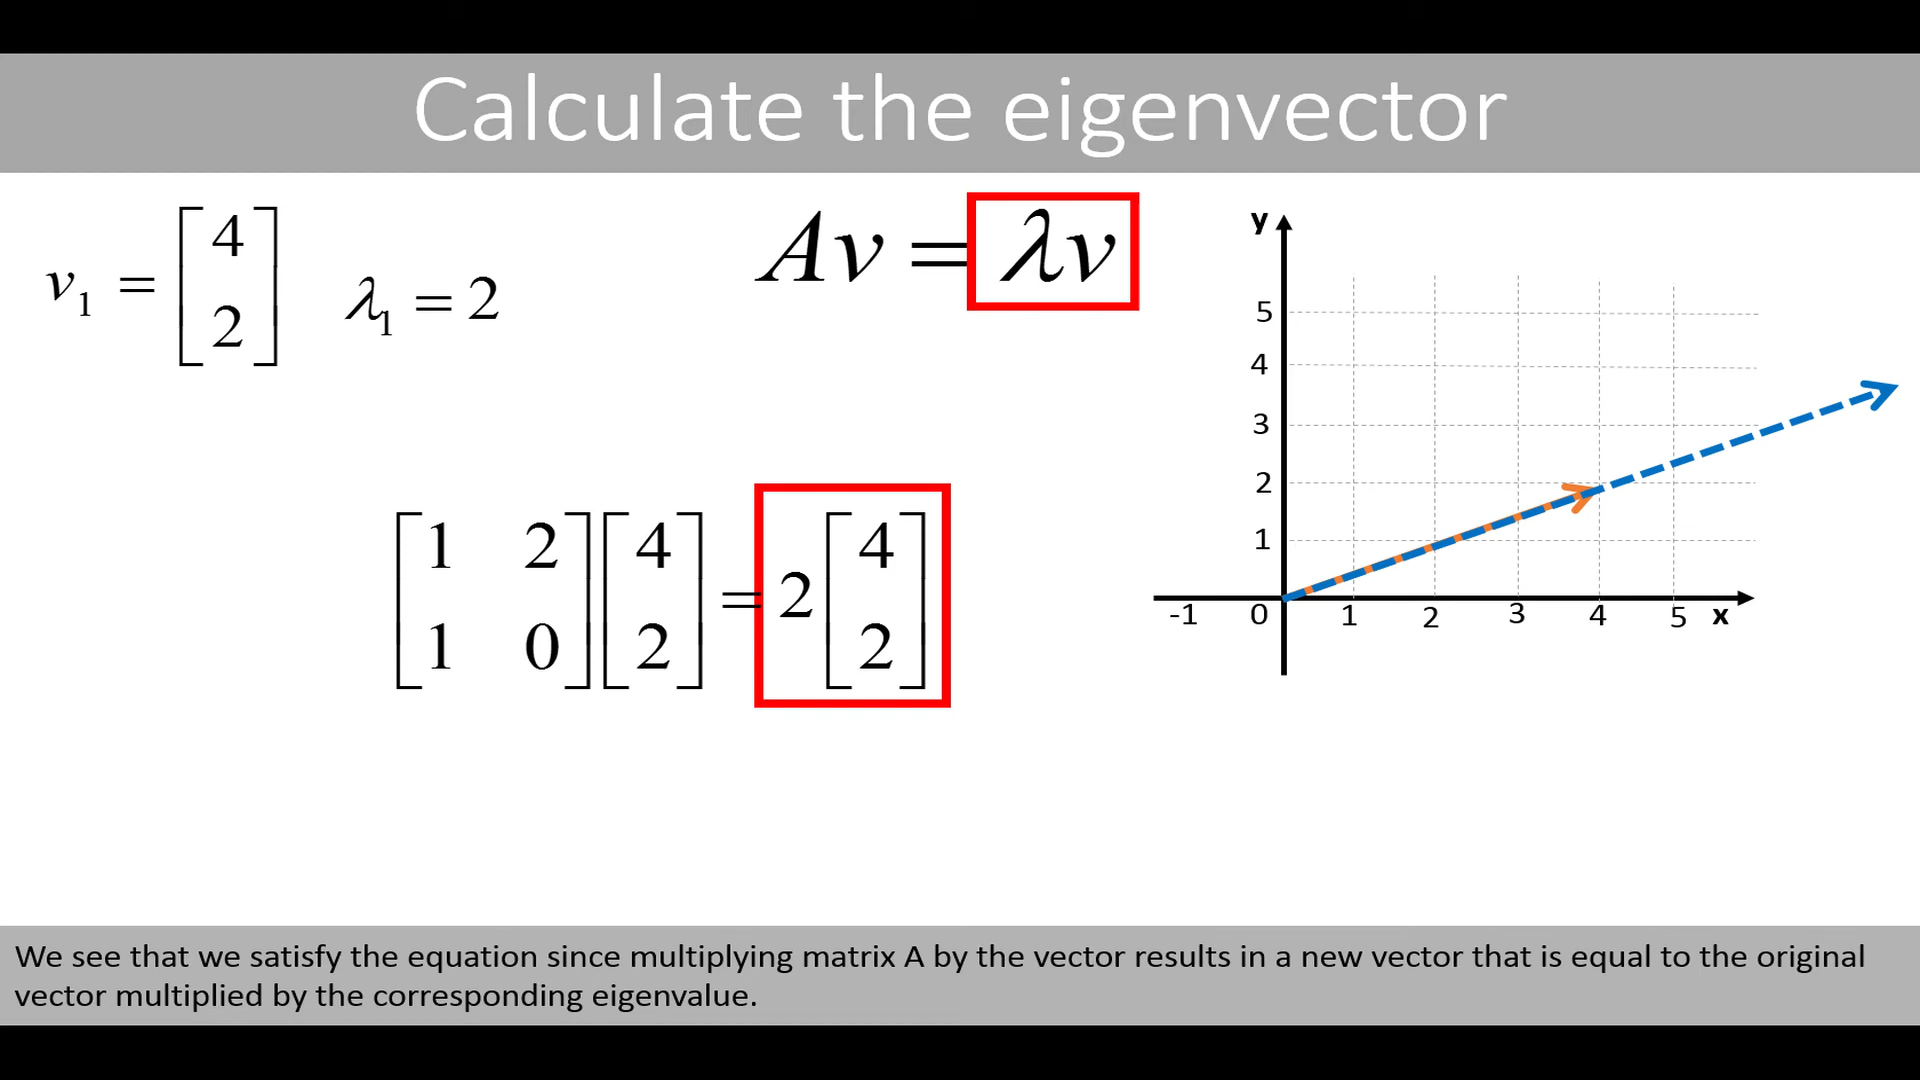 Calculate the eigenvector
v₁ = [4 2] λ₁ = 2
Av = λv
[1 2 1 0] [4 2] = 2 [4 2]
y
5
4
3
2
1
-1 0 1 2 3 4 5 x
We see that we satisfy the equation since multiplying matrix A by the vector results in a new vector that is equal to the original
vector multiplied by the corresponding eigenvalue.